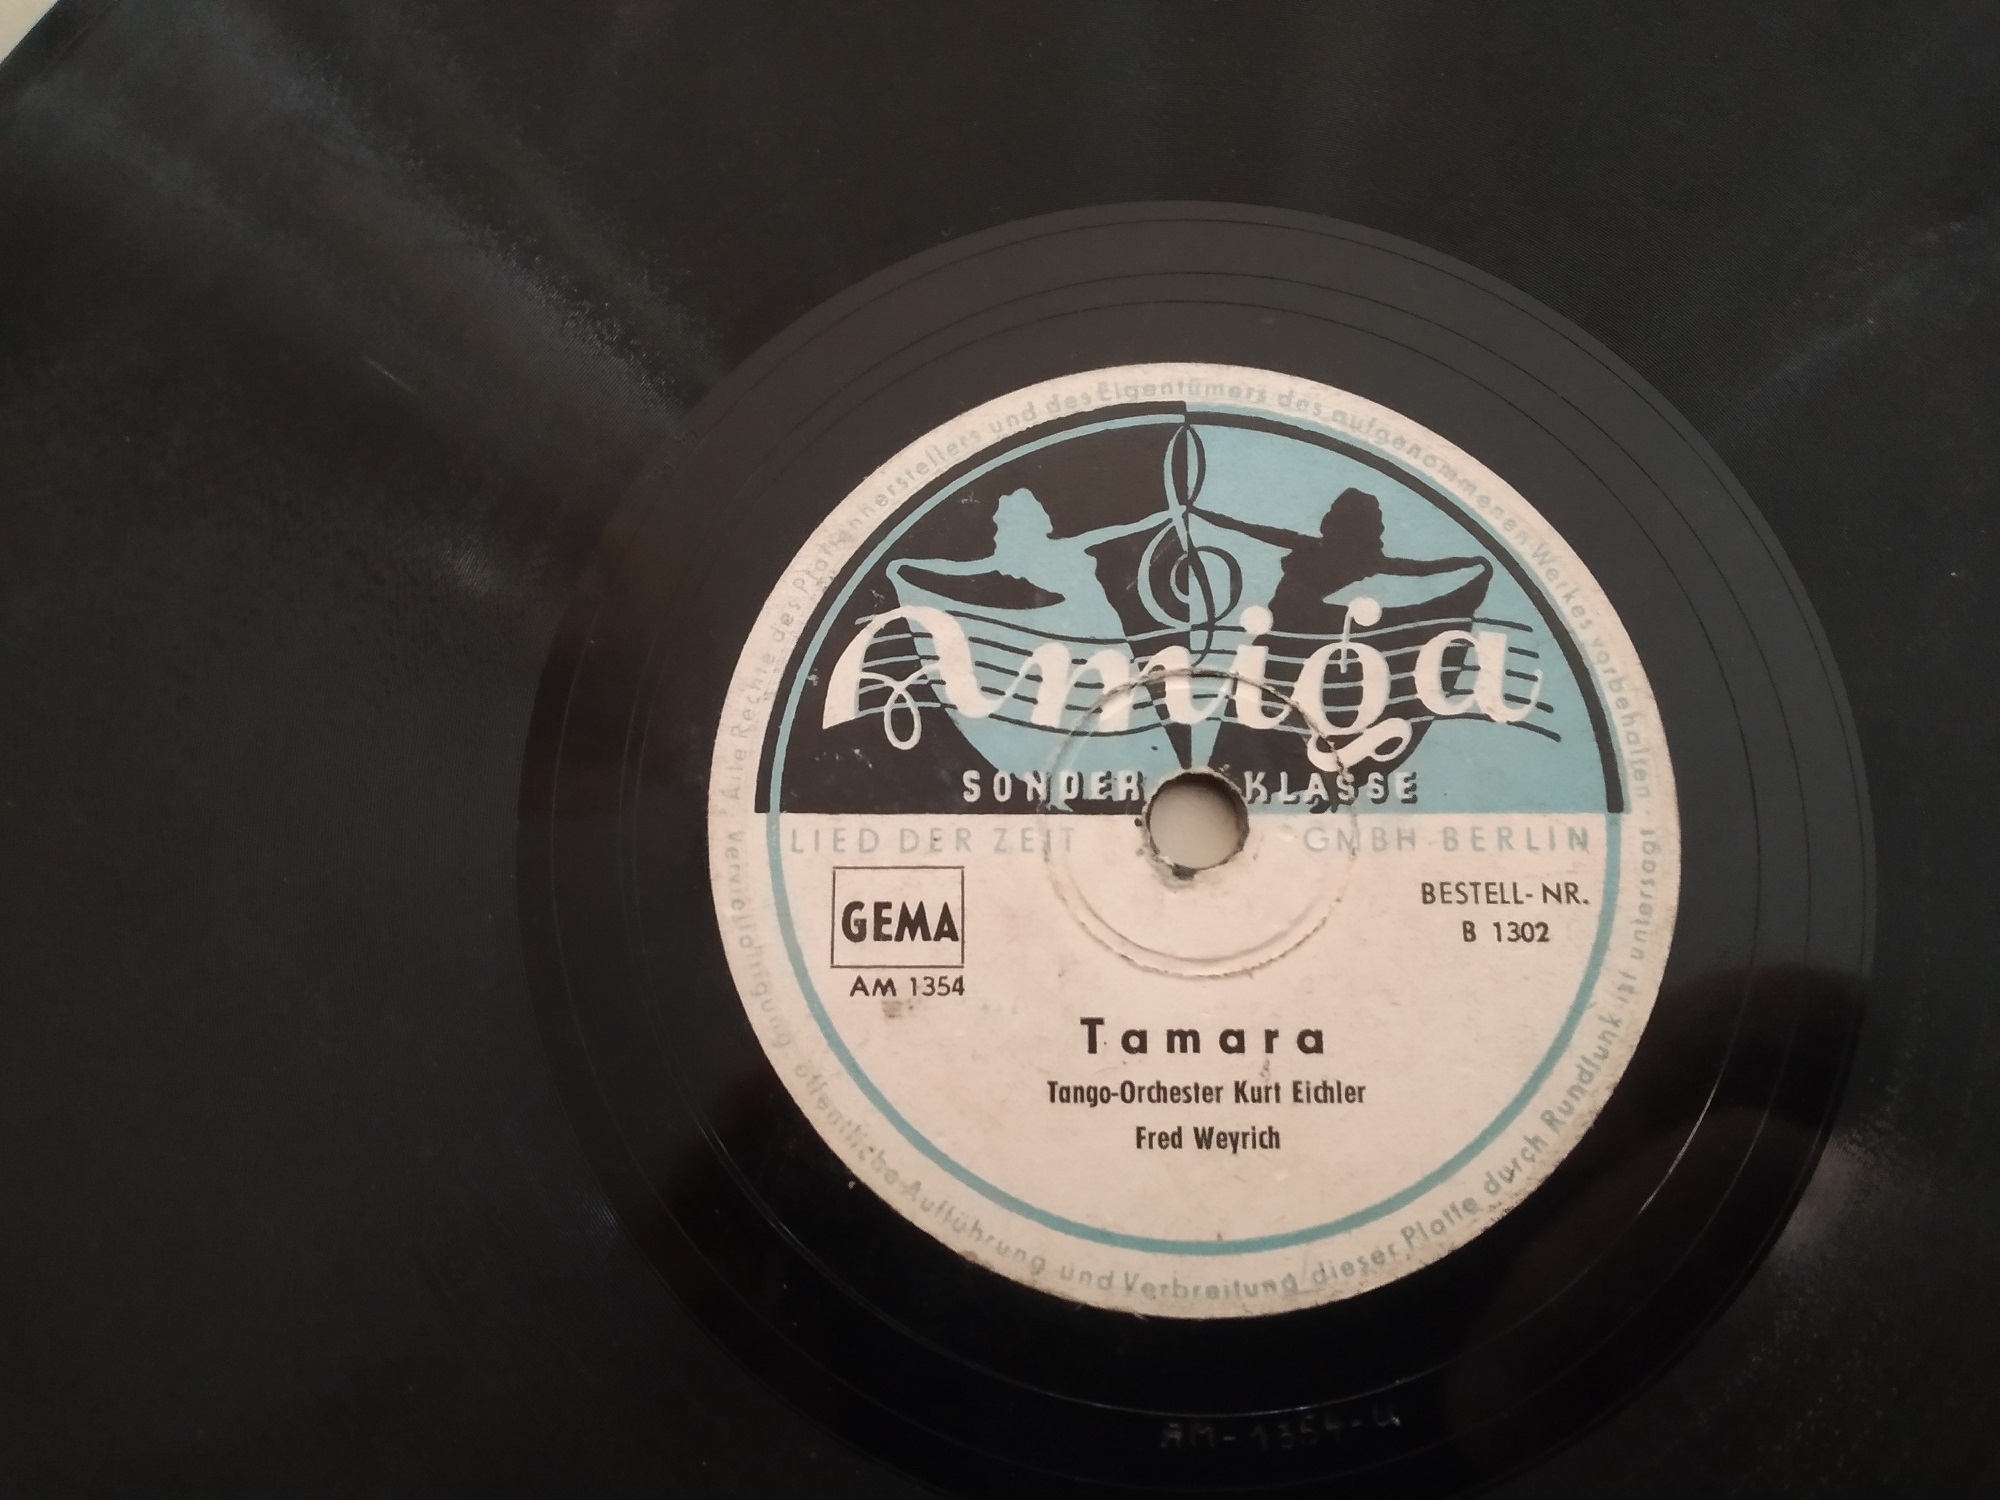 Alle Rechte des Plattenherstellers und des Eigentümers des aufgenommenen Werkes vorbehalten ·
Amiga
SONDER KLASSE
LIED DER ZEIT GMBH · BERLIN
GEMA
AM 1354
BESTELL-NR.
B 1302
Tamara
Tango-Orchester Kurt Eichler
Fred Weyrich
Vervielfältigung · öffentliche Aufführung und Verbreitung dieser Platte durch Rundfunk ist untersagt ·
AM-1354-U